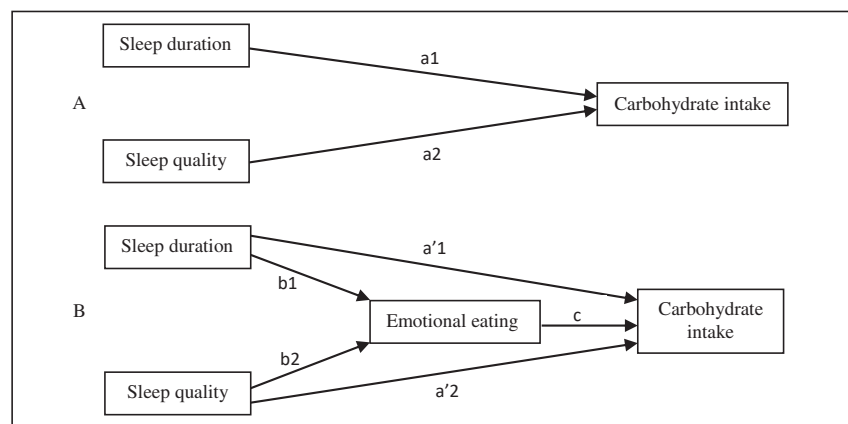 Sleep duration
a1
A
Carbohydrate intake
Sleep quality
a2
Sleep duration
a'1
b1
B
Emotional eating
c
Carbohydrate
intake
b2
Sleep quality
a'2